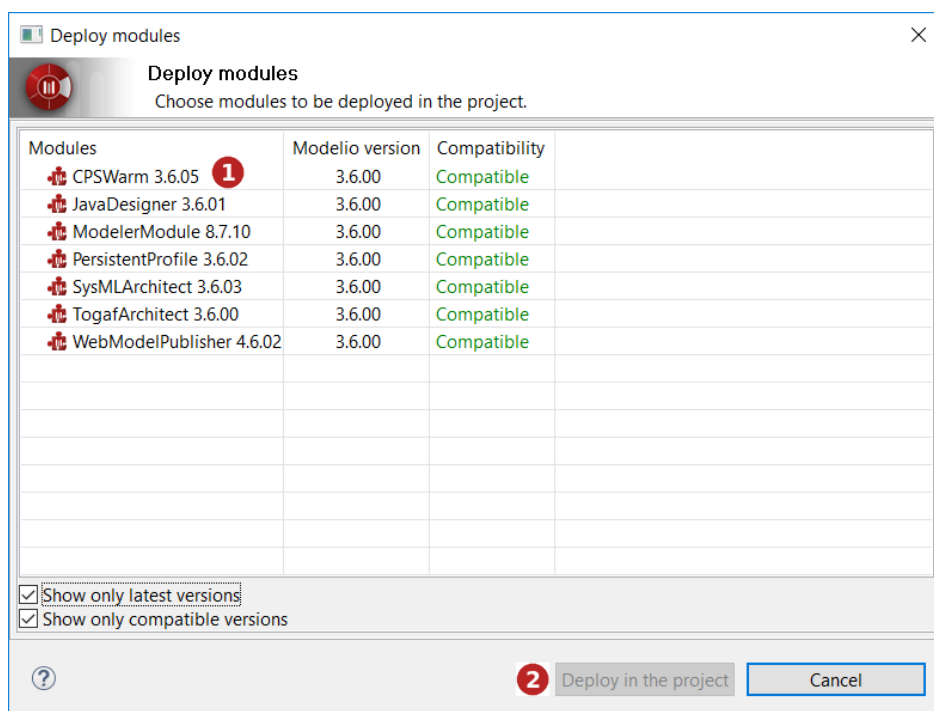 Deploy modules
Deploy modules
Choose modules to be deployed in the project.
Modules Modelio version Compatibility
CPSWarm 3.6.05 1 3.6.00 Compatible
JavaDesigner 3.6.01 3.6.00 Compatible
ModelerModule 8.7.10 3.6.00 Compatible
PersistentProfile 3.6.02 3.6.00 Compatible
SysMLArchitect 3.6.03 3.6.00 Compatible
TogafArchitect 3.6.00 3.6.00 Compatible
WebModelPublisher 4.6.02 3.6.00 Compatible
Show only latest versions
Show only compatible versions
? 2 Deploy in the project Cancel